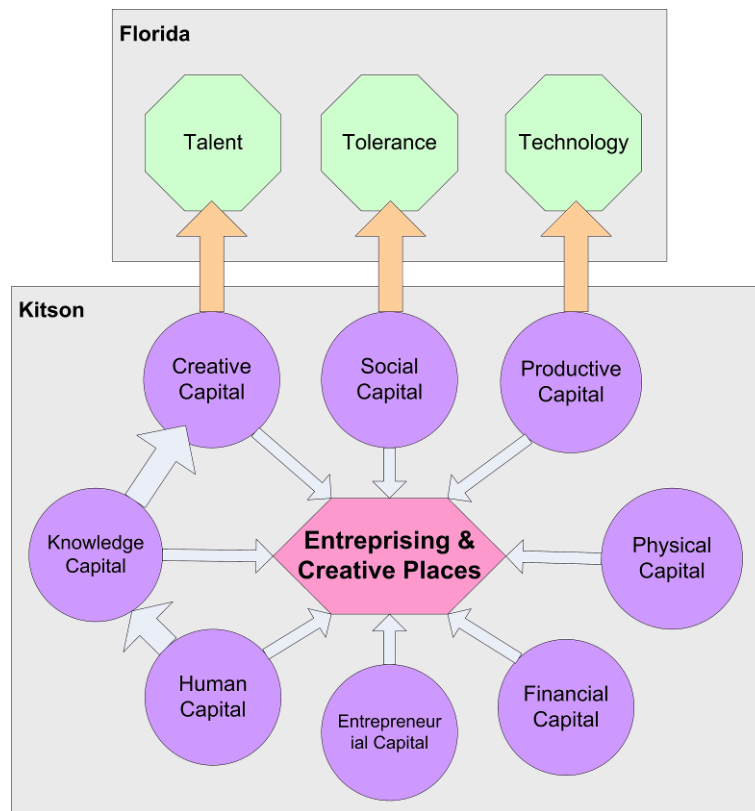 Florida
Talent
Tolerance
Technology
Kitson
Creative
Capital
Social
Capital
Productive
Capital
Knowledge
Capital
Entreprising &
Creative Places
Physical
Capital
Human
Capital
Entrepreneur
ial Capital
Financial
Capital